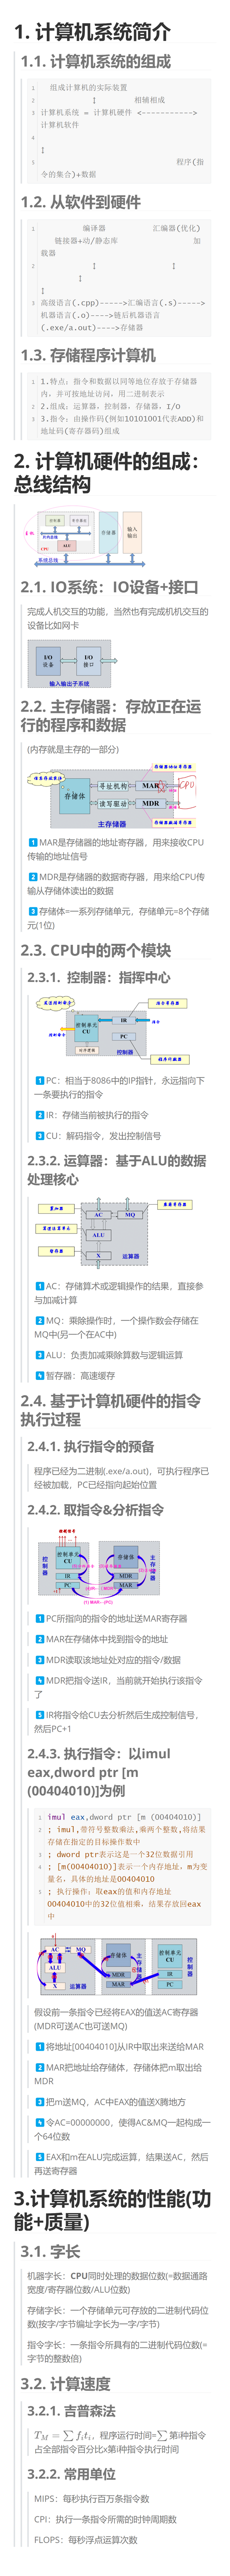 1. 计算机系统简介
1.1. 计算机系统的组成
1 组成计算机的实际装置
2 ↕ 相辅相成
3 计算机系统 = 计算机硬件 <----------->
计算机软件
4
↕
5 程序(指
令的集合)+数据
1.2. 从软件到硬件
1 编译器 汇编器(优化)
链接器+动/静态库 加
载器
2 ↕ ↕
↕
↕
3 高级语言(.cpp)----->汇编语言(.s)----->
机器语言(.o)---->链后机器语言
(.exe/a.out)---->存储器
1.3. 存储程序计算机
1 1.特点：指令和数据以同等地位存放于存储器
内，并可按地址访问，用二进制表示
2 2.组成：运算器，控制器，存储器，I/O
3 3.指令：由操作码(例如10101001代表ADD)和
地址码(寄存器码)组成
2. 计算机硬件的组成：
总线结构
CPU
ALU
存储器
输入
输出
系统总线
2.1. IO系统：IO设备+接口
完成人机交互的功能，当然也有完成机机交互的
设备比如网卡
I/O
设备
I/O
接口
输入输出子系统
2.2. 主存储器：存放正在运
行的程序和数据
(内存就是主存的一部分)
存储体
寻址机构
读写驱动
MAR
MDR
CPU
主存储器
1 MAR是存储器的地址寄存器，用来接收CPU
传输的地址信号
2 MDR是存储器的数据寄存器，用来给CPU传
输从存储体读出的数据
3 存储体=一系列存储单元，存储单元=8个存储
元(1位)
2.3. CPU中的两个模块
2.3.1. 控制器：指挥中心
控制单元
CU
IR
PC
控制器
1 PC：相当于8086中的IP指针，永远指向下
一条要执行的指令
2 IR：存储当前被执行的指令
3 CU：解码指令，发出控制信号
2.3.2. 运算器：基于ALU的数据
处理核心
AC
MQ
ALU
X
运算器
1 AC：存储算术或逻辑操作的结果，直接参
与加减计算
2 MQ：乘除操作时，一个操作数会存储在
MQ中(另一个在AC中)
3 ALU：负责加减乘除算数与逻辑运算
4 暂存器：高速缓存
2.4. 基于计算机硬件的指令
执行过程
2.4.1. 执行指令的预备
程序已经为二进制(.exe/a.out)，可执行程序已
经被加载，PC已经指向起始位置
2.4.2. 取指令&分析指令
控制器
控制单元
CU
IR
PC
存储体
MDR
MAR
主存储器
1 PC所指向的指令的地址送MAR寄存器
2 MAR在存储体中找到指令的地址
3 MDR读取该地址处对应的指令/数据
4 MDR把指令送IR，当前就开始执行该指令
了
5 IR将指令给CU去分析然后生成控制信号，
然后PC+1
2.4.3. 执行指令：以imul
eax,dword ptr [m
(00404010)]为例
1 imul eax,dword ptr [m (00404010)]
2 ; imul,带符号整数乘法,乘两个整数,将结果
存储在指定的目标操作数中
3 ; dword ptr表示这是一个32位数据引用
4 ; [m(00404010)]表示一个内存地址，m为变
量名，具体的地址是00404010
5 ; 执行操作：取eax的值和内存地址
00404010中的32位值相乘，结果存放回eax
中
AC
MQ
ALU
X
运算器
存储体
MDR
MAR
主存储器
控制单元
CU
IR
PC
控制器
假设前一条指令已经将EAX的值送AC寄存器
(MDR可送AC也可送MQ)
1 将地址[00404010]从IR中取出来送给MAR
2 MAR把地址给存储体，存储体把m取出给
MDR
3 把m送MQ，AC中EAX的值送X腾地方
4 令AC=00000000，使得AC&MQ一起构成一
个64位数
5 EAX和m在ALU完成运算，结果送AC，然后
再送寄存器
3.计算机系统的性能(功
能+质量)
3.1. 字长
机器字长：CPU同时处理的数据位数(=数据通路
宽度/寄存器位数/ALU位数)
存储字长：一个存储单元可存放的二进制代码位
数(按字/字节编址字长为一字/字节)
指令字长：一条指令所具有的二进制代码位数(=
字节的整数倍)
3.2. 计算速度
3.2.1. 吉普森法
T_M = ∑ f_i t_i，程序运行时间=∑第i种指令
占全部指令百分比x第i种指令执行时间
3.2.2. 常用单位
MIPS：每秒执行百万条指令数
CPI：执行一条指令所需的时钟周期数
FLOPS：每秒浮点运算次数